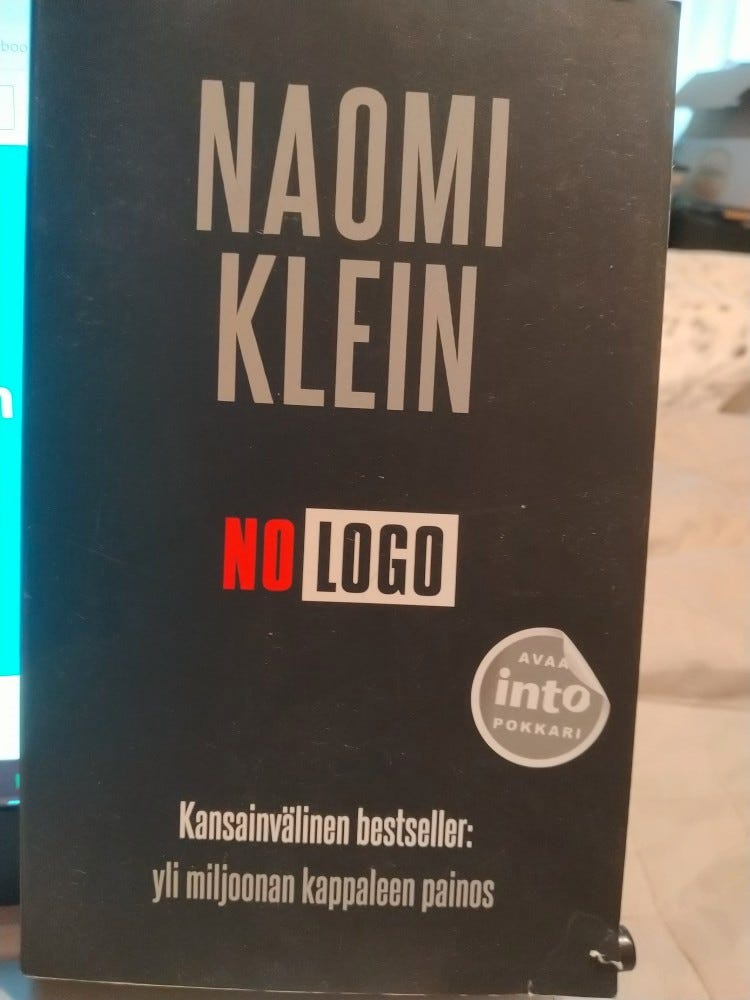 NAOMI
KLEIN
NO LOGO
AVAA
into
POKKARI
Kansainvälinen bestseller:
yli miljoonan kappaleen painos